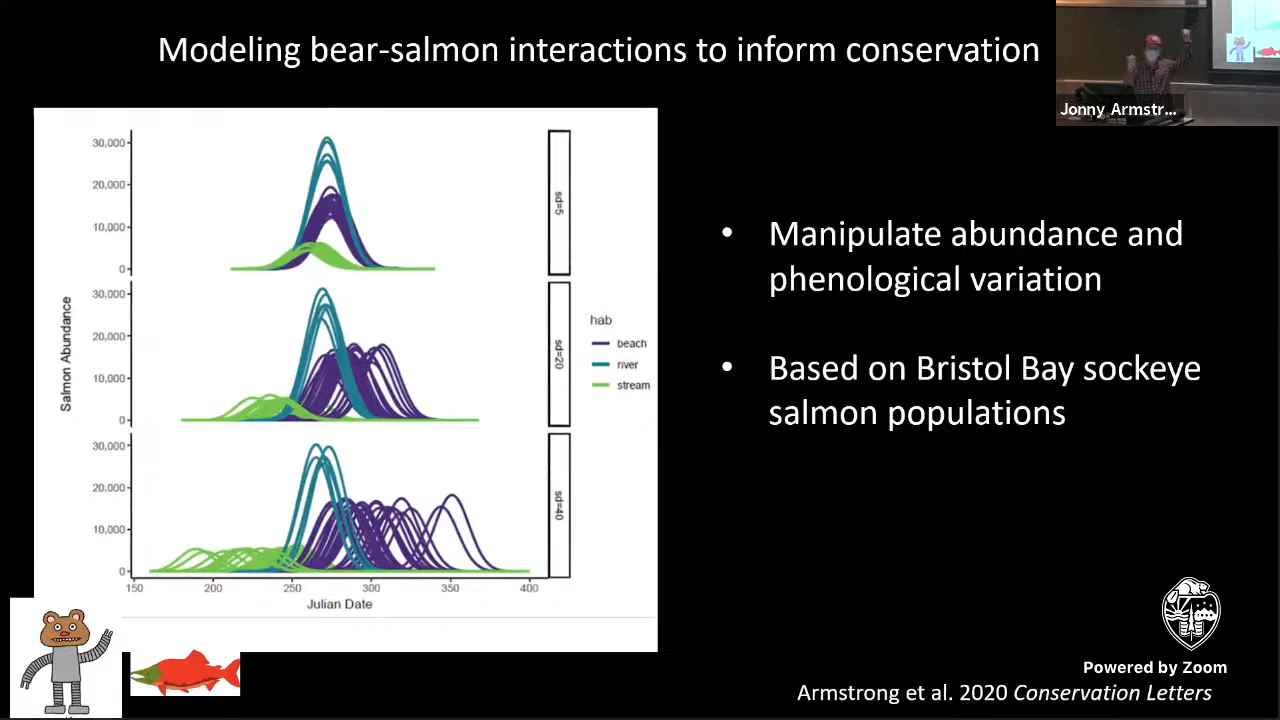 Modeling bear-salmon interactions to inform conservation
Jonny Armstr...
30,000
20,000
10,000
0
sd=5
30,000
20,000
10,000
0
sd=20
30,000
20,000
10,000
0
sd=40
150
200
250
300
350
400
Salmon Abundance
Julian Date
hab
beach
river
stream
• Manipulate abundance and
phenological variation
• Based on Bristol Bay sockeye
salmon populations
Powered by Zoom
Armstrong et al. 2020 Conservation Letters